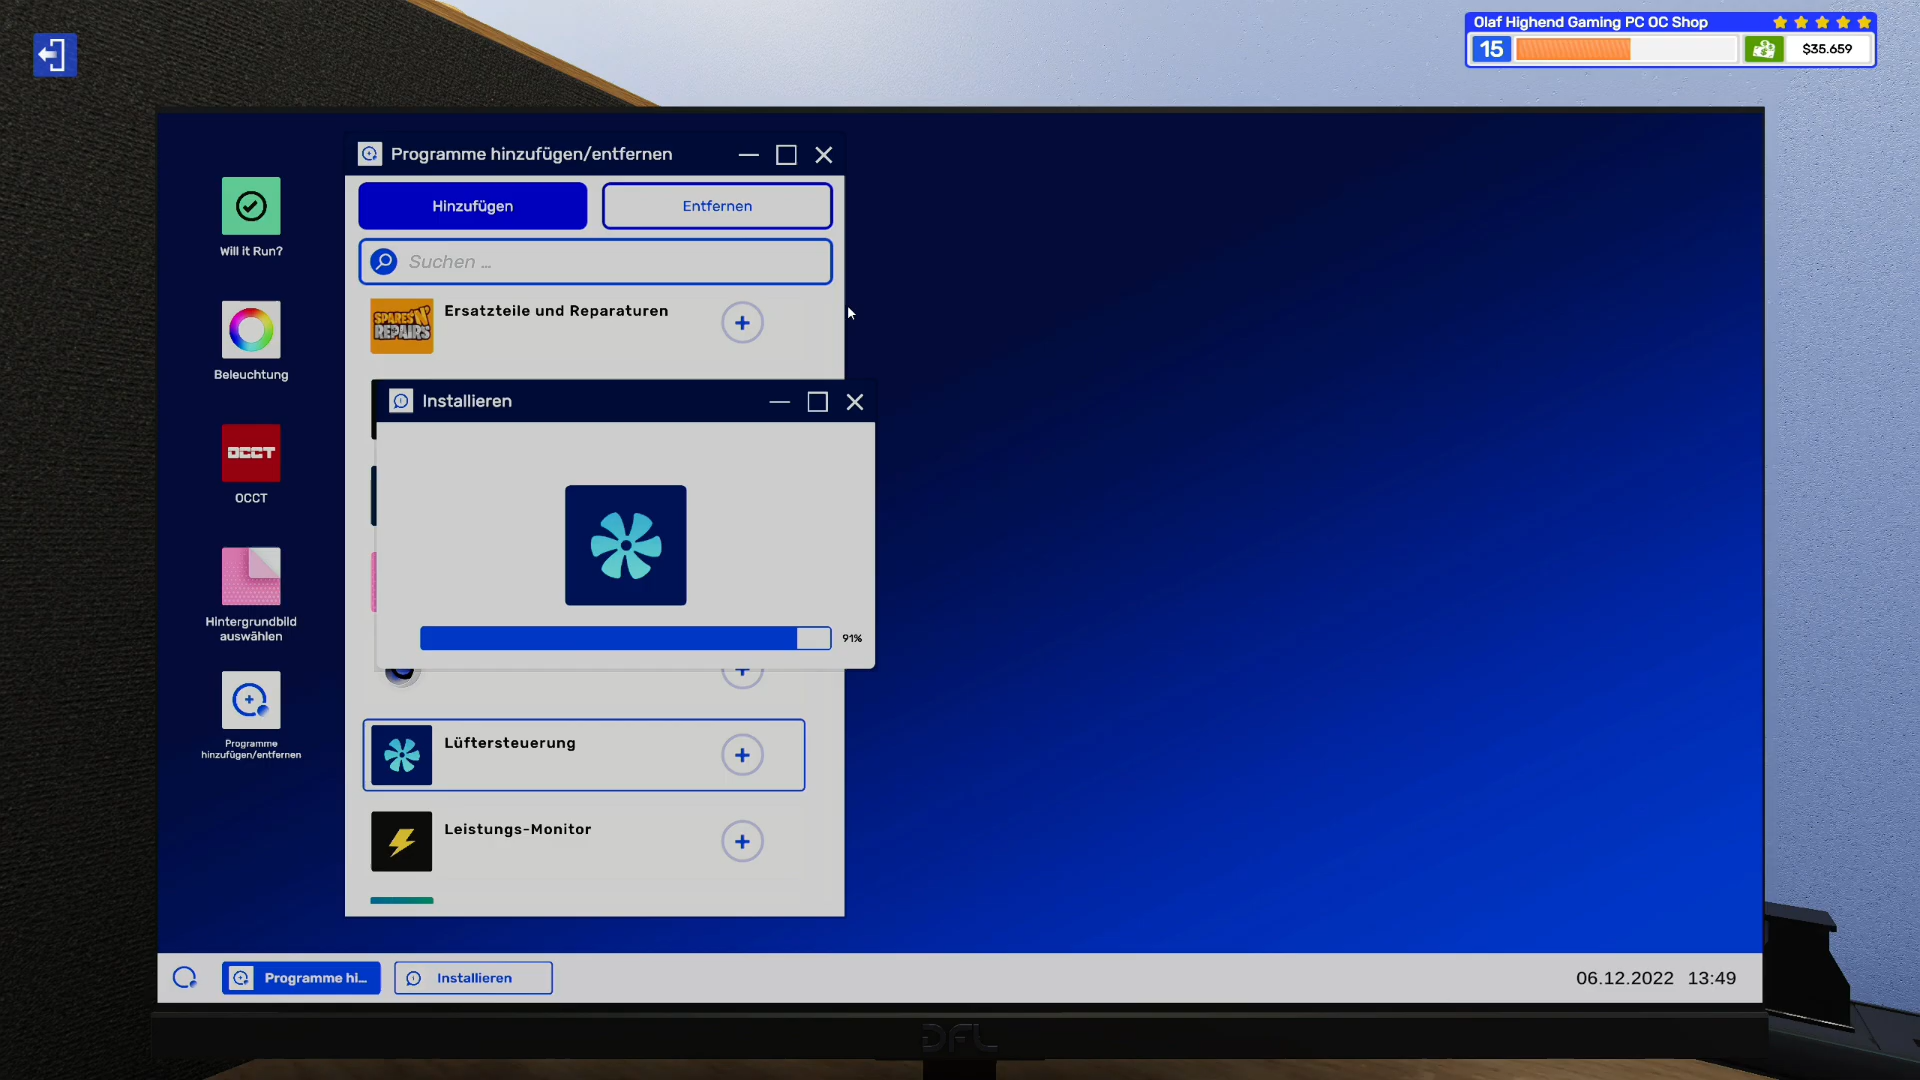 Olaf Highend Gaming PC OC Shop
15
$35.659
Programme hinzufügen/entfernen
Hinzufügen
Entfernen
Suchen ...
Will it Run?
SPARES 'N' REPAIRS
Ersatzteile und Reparaturen
Beleuchtung
Installieren
OCCT
OCCT
Hintergrundbild
auswählen
91%
Programme
hinzufügen/entfernen
Lüftersteuerung
Leistungs-Monitor
Programme hi...
Installieren
06.12.2022 13:49
DFL